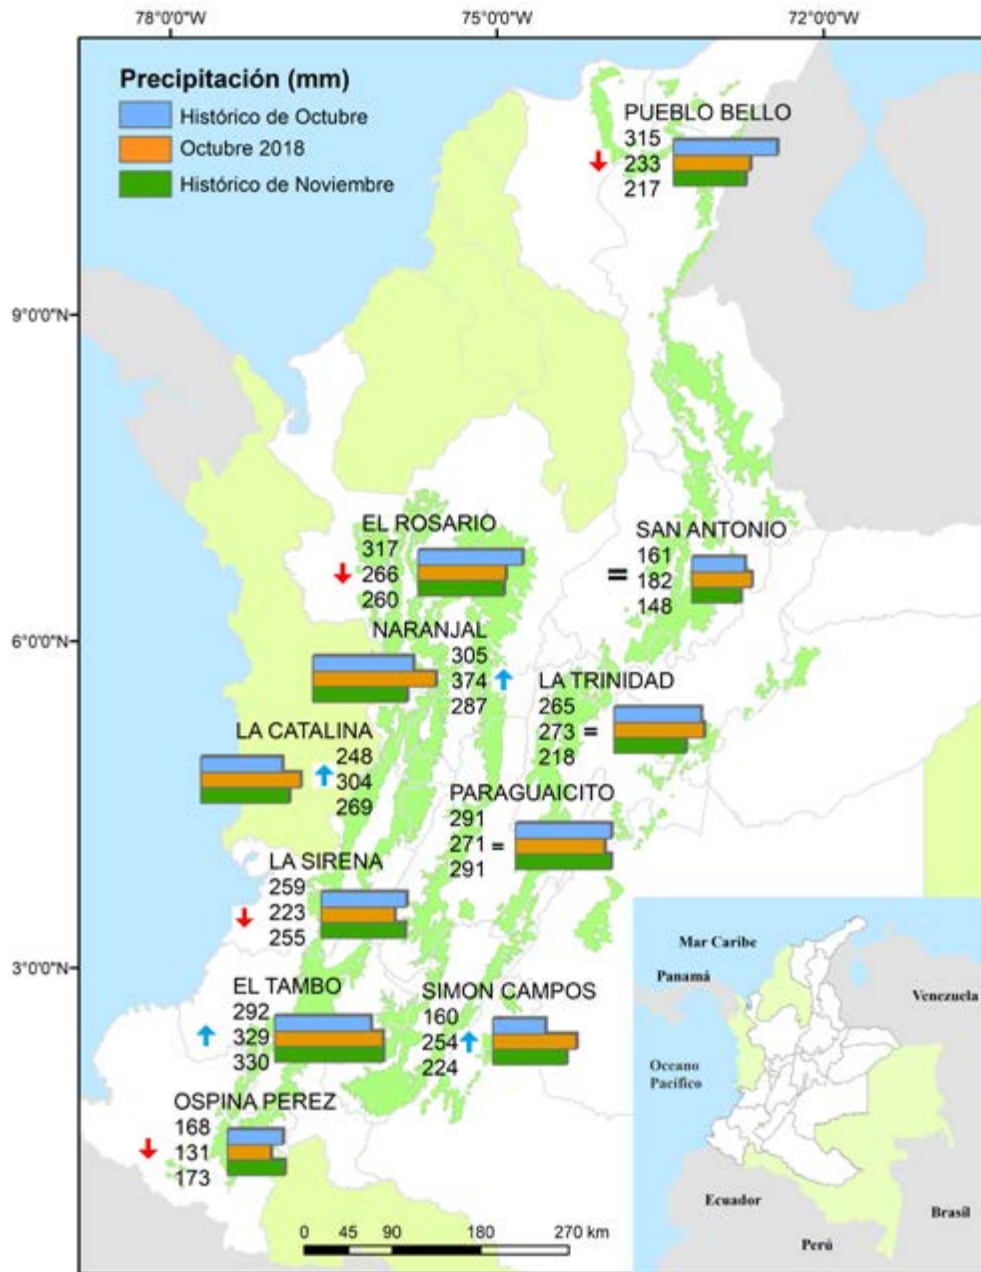 78°0'0"W
75°0'0"W
72°0'0"W
Precipitación (mm)
Histórico de Octubre
Octubre 2018
Histórico de Noviembre
PUEBLO BELLO
315
233
217
9°0'0"N
EL ROSARIO
317
266
260
SAN ANTONIO
161
=
182
148
6°0'0"N
NARANJAL
305
374
287
LA TRINIDAD
265
273 =
218
LA CATALINA
248
304
269
PARAGUAICITO
291
271 =
291
LA SIRENA
259
223
255
3°0'0"N
EL TAMBO
292
329
330
SIMON CAMPOS
160
254
224
OSPINA PEREZ
168
131
173
0 45 90 180 270 km
Mar Caribe
Panamá
Venezuela
Oceano
Pacífico
Ecuador
Brasil
Perú